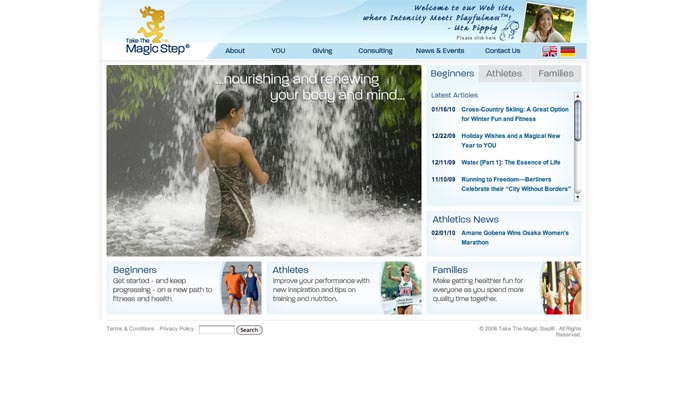 Welcome to our Web site,
where Intensity Meets Playfulness™,
- Uta Pippig
Please click here
Take The
Magic Step®
About
YOU
Giving
Consulting
News & Events
Contact Us
...nourishing and renewing
your body and mind...
Beginners
Athletes
Families
Latest Articles
01/16/10 Cross-Country Skiing: A Great Option
for Winter Fun and Fitness
12/22/09 Holiday Wishes and a Magical New
Year to YOU
12/11/09 Water [Part 1]: The Essence of Life
11/10/09 Running to Freedom—Berliners
Celebrate their "City Without Borders"
Athletics News
02/01/10 Amane Gobena Wins Osaka Women's
Marathon
Beginners
Get started - and keep
progressing - on a new path to
fitness and health.
Athletes
Improve your performance with
new inspiration and tips on
training and nutrition.
Families
Make getting healthier fun for
everyone as you spend more
quality time together.
Terms & Conditions
Privacy Policy
Search
© 2008 Take The Magic Step® All Rights
Reserved.